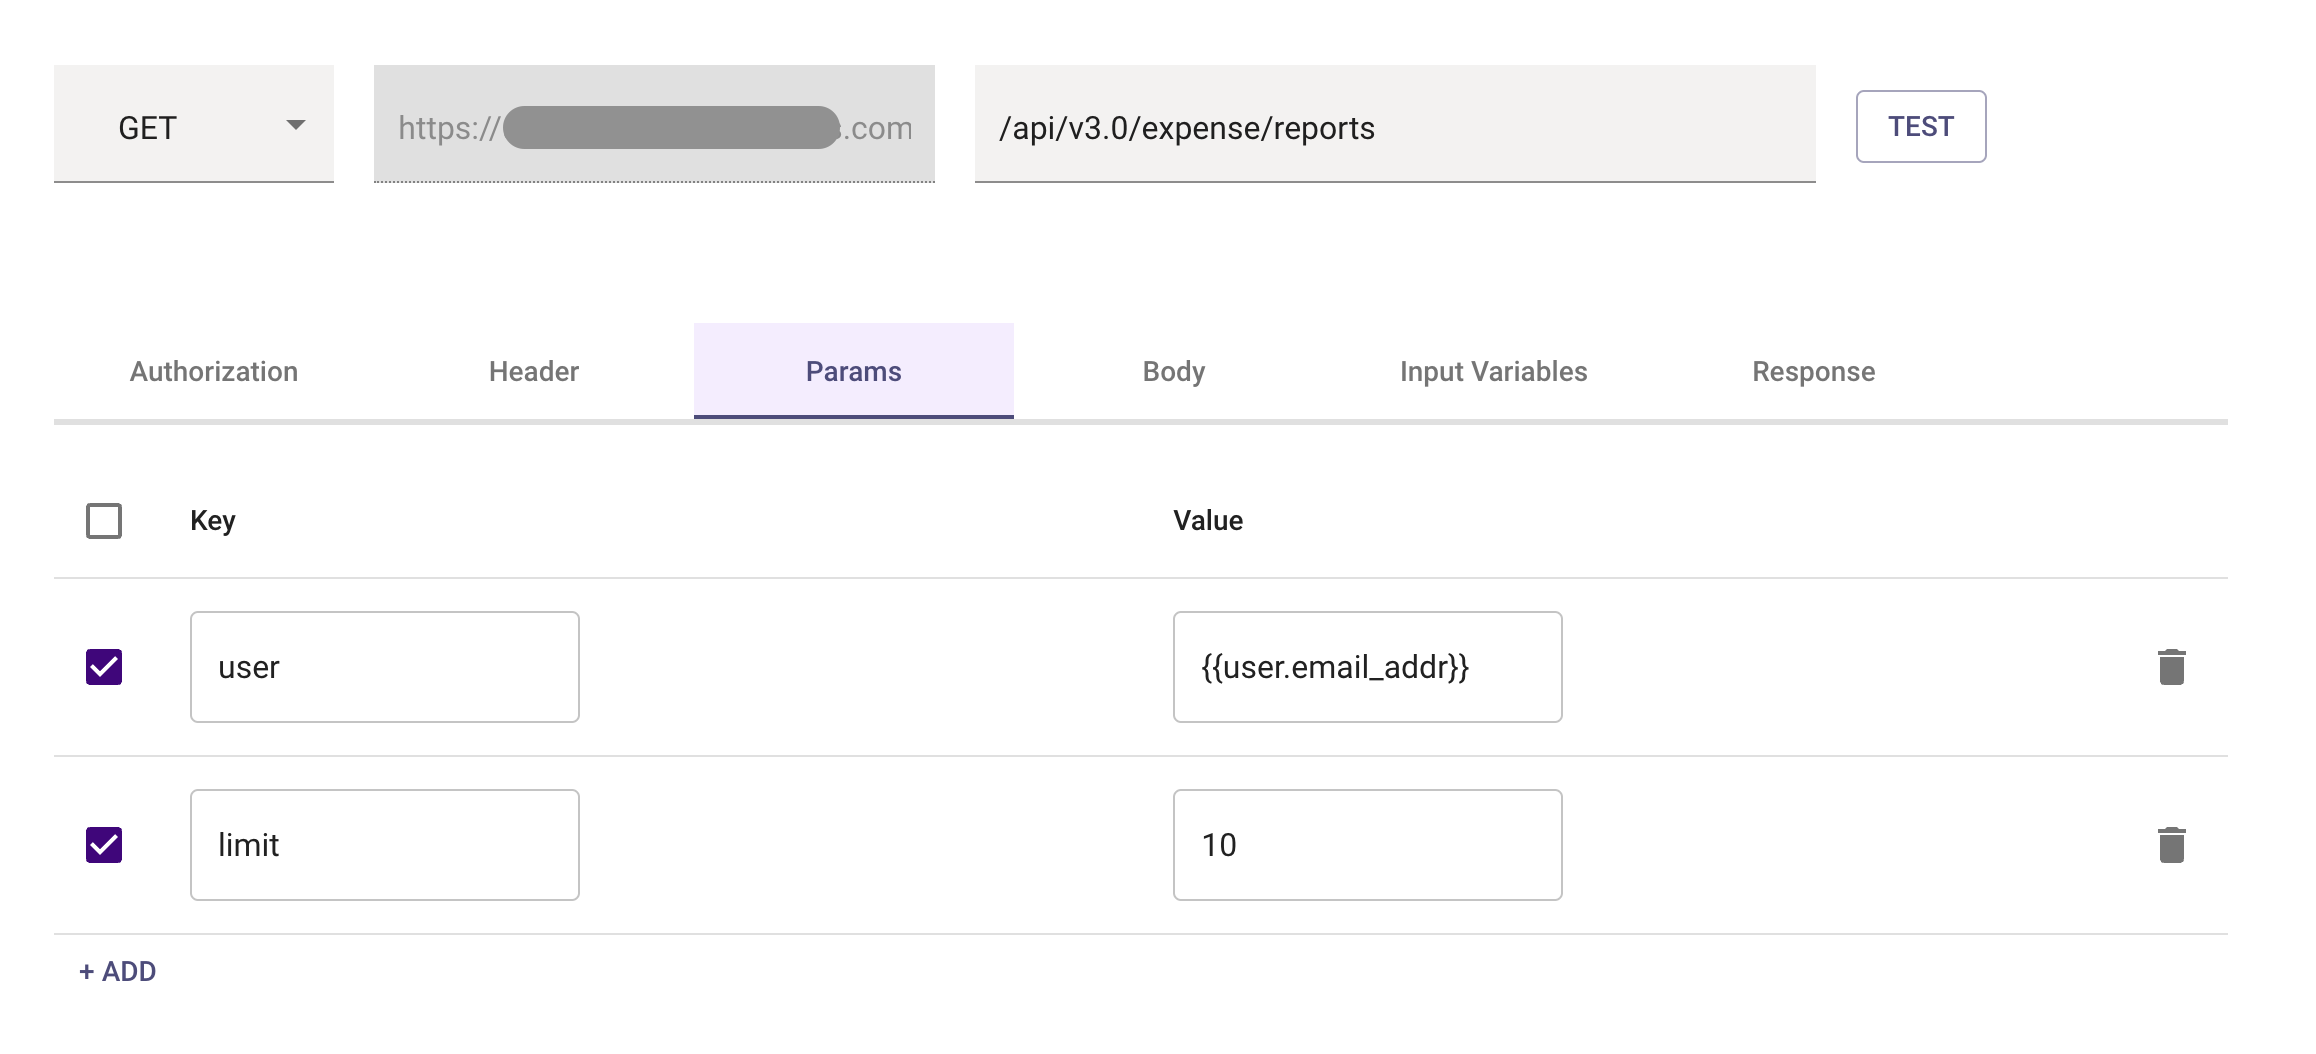 GET
https:// .com
/api/v3.0/expense/reports
TEST
Authorization
Header
Params
Body
Input Variables
Response
Key
Value
user
{{user.email_addr}}
limit
10
+ ADD